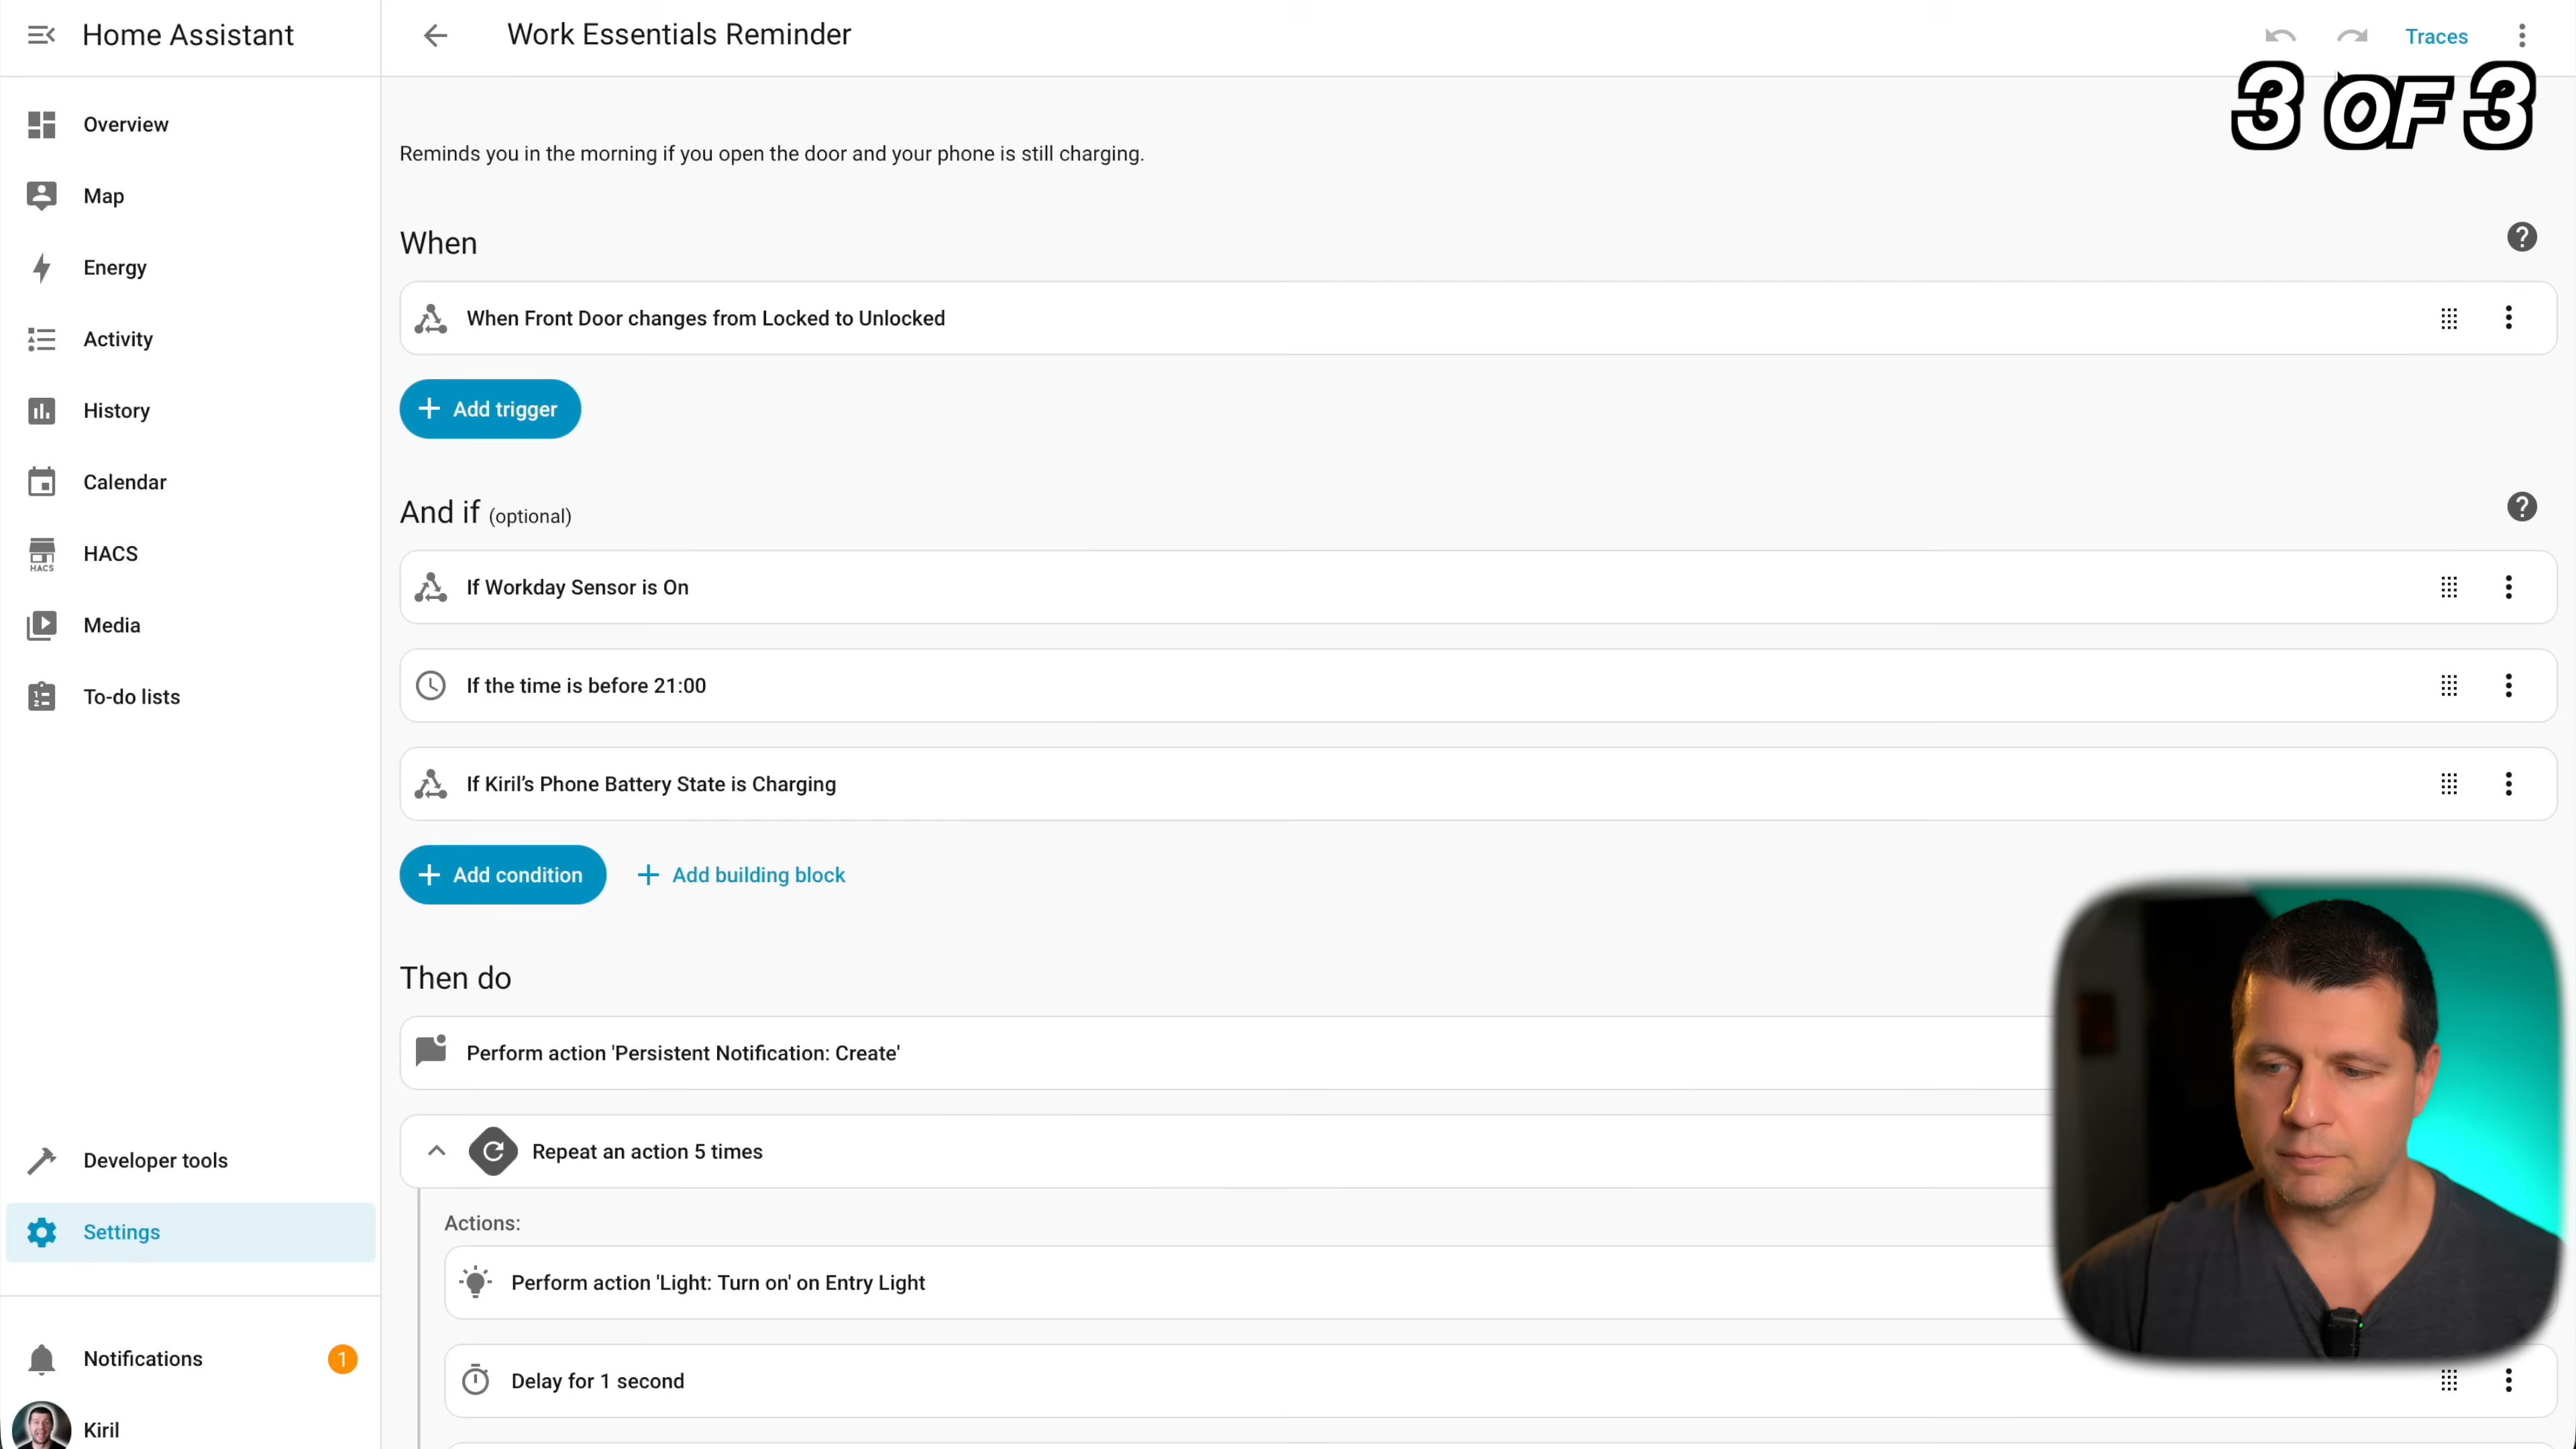 Home Assistant
Work Essentials Reminder
Traces
3 OF 3
Overview
Map
Energy
Activity
History
Calendar
HACS
HACS
Media
To-do lists
Developer tools
Settings
Notifications
1
Kiril
Reminds you in the morning if you open the door and your phone is still charging.
When
When Front Door changes from Locked to Unlocked
Add trigger
And if (optional)
If Workday Sensor is On
If the time is before 21:00
If Kiril’s Phone Battery State is Charging
Add condition
Add building block
Then do
Perform action 'Persistent Notification: Create'
Repeat an action 5 times
Actions:
Perform action 'Light: Turn on' on Entry Light
Delay for 1 second